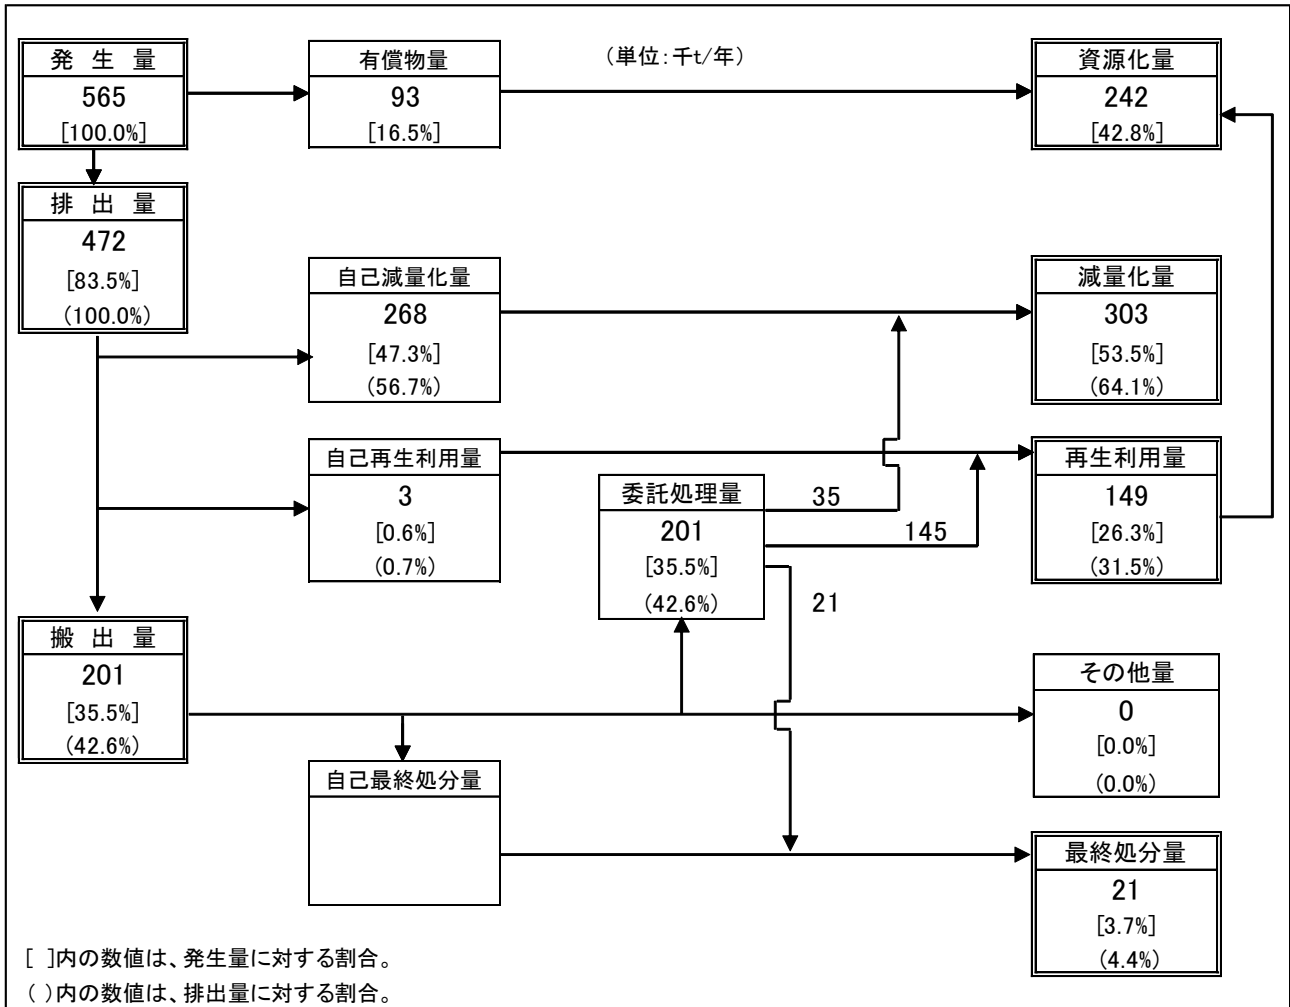 発 生 量
565
[100.0%]
有償物量
93
[16.5%]
(単位:千t/年)
資源化量
242
[42.8%]
排 出 量
472
[83.5%]
(100.0%)
自己減量化量
268
[47.3%]
(56.7%)
減量化量
303
[53.5%]
(64.1%)
自己再生利用量
3
[0.6%]
(0.7%)
委託処理量
201
[35.5%]
(42.6%)
35
145
21
再生利用量
149
[26.3%]
(31.5%)
搬 出 量
201
[35.5%]
(42.6%)
その他量
0
[0.0%]
(0.0%)
自己最終処分量
最終処分量
21
[3.7%]
(4.4%)
[ ]内の数値は、発生量に対する割合。
( )内の数値は、排出量に対する割合。